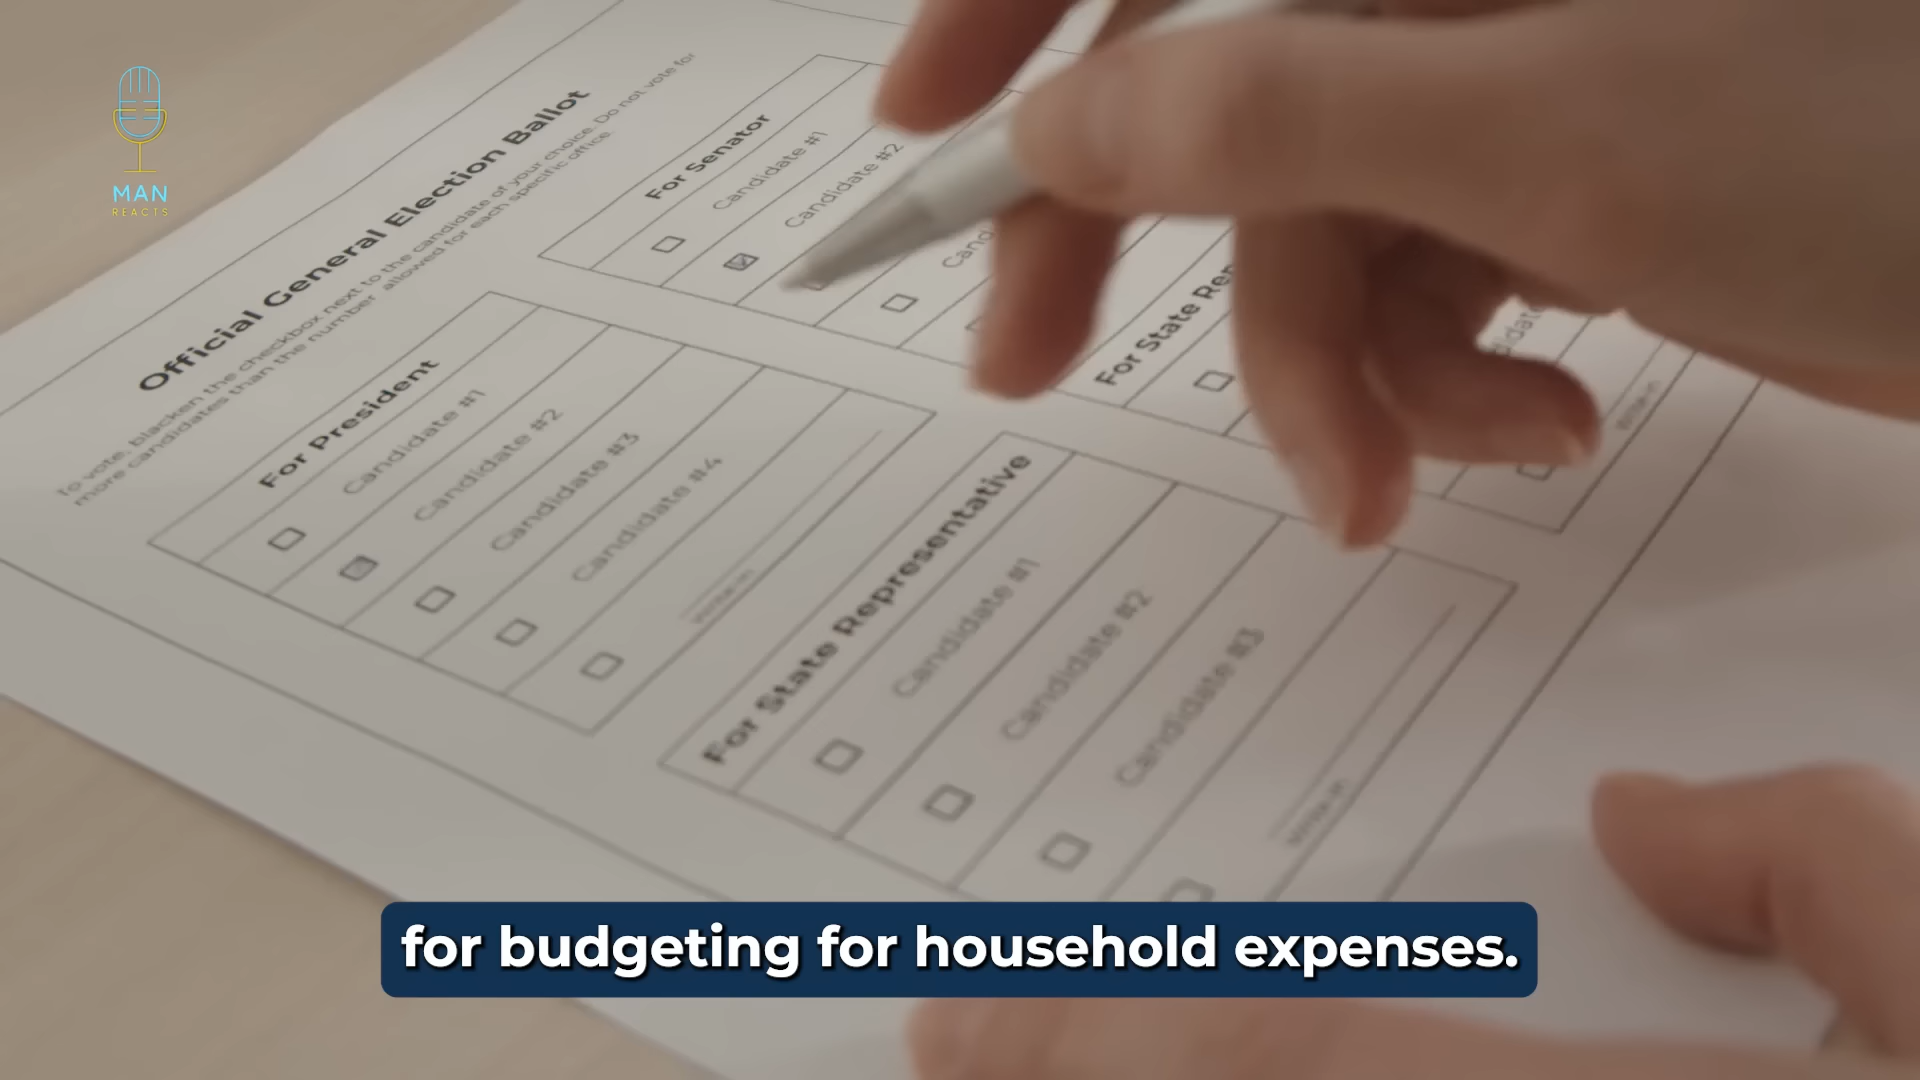 MAN
REACTS
Official General Election Ballot
To vote, blacken the checkbox next to the candidate of your choice. Do not vote for
more candidates than the number allowed for each specific office.
For President
Candidate #1
Candidate #2
Candidate #3
Candidate #4
For Senator
Candidate #1
Candidate #2
For State Representative
Candidate #1
Candidate #2
Candidate #3
For State Rep
for budgeting for household expenses.